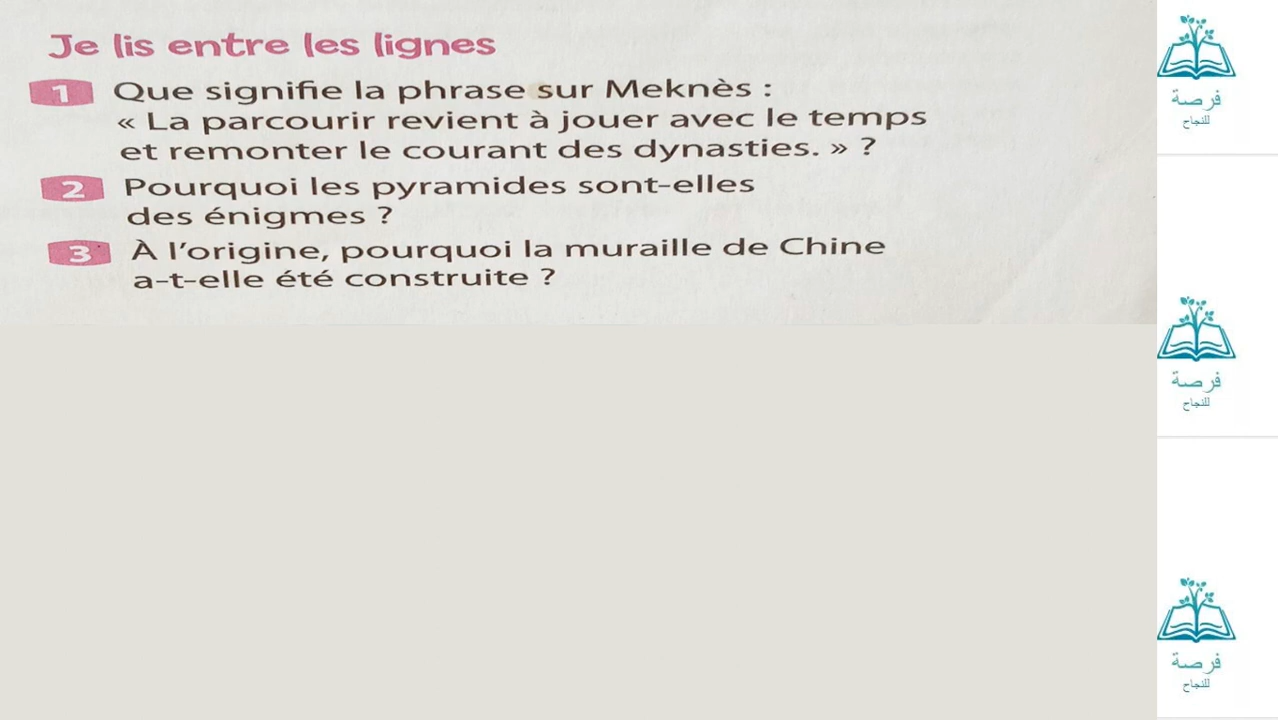 Je lis entre les lignes
1 Que signifie la phrase sur Meknès :
« La parcourir revient à jouer avec le temps
et remonter le courant des dynasties. » ?
2 Pourquoi les pyramides sont-elles
des énigmes ?
3 À l'origine, pourquoi la muraille de Chine
a-t-elle été construite ?
فرصة
للنجاح
فرصة
للنجاح
فرصة
للنجاح